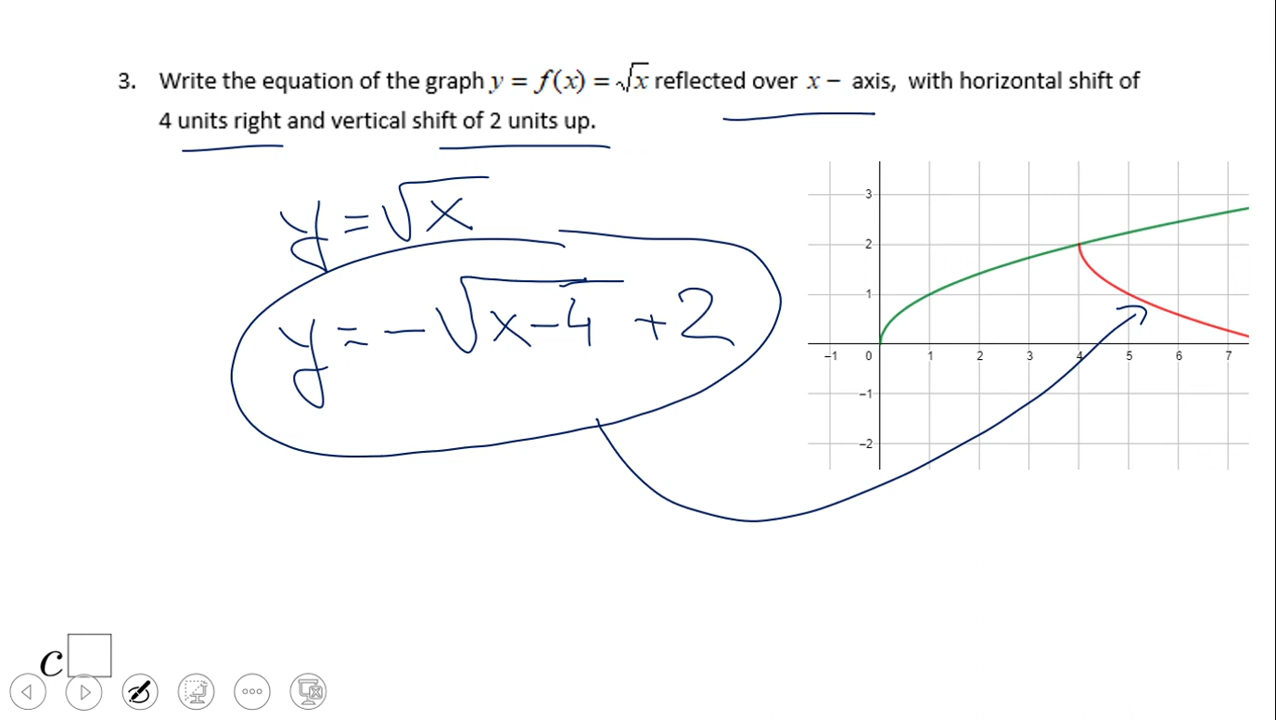 3. Write the equation of the graph y = f(x) = √x reflected over x − axis, with horizontal shift of
4 units right and vertical shift of 2 units up.
y = √x
y = −√x−4 +2
3
2
1
−1 0 1 2 3 4 5 6 7
−1
−2
c